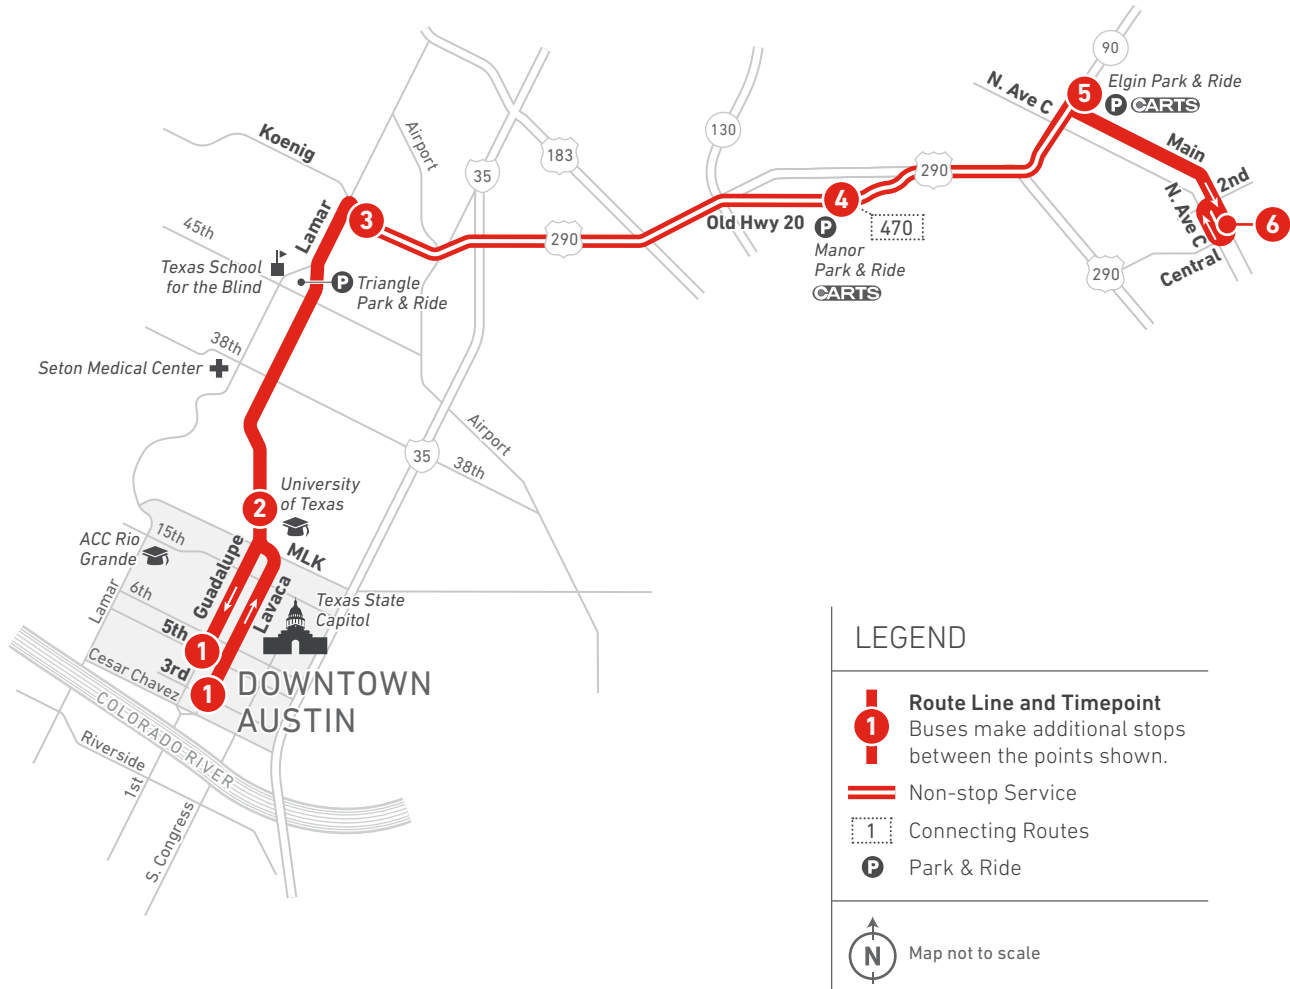 90
Elgin Park & Ride
P CARTS
5
N. Ave C
Main
2nd
N. Ave C
Central
6
290
130
183
35
Airport
Koenig
290
4
470
Old Hwy 20
P
Manor
Park & Ride
CARTS
290
3
Lamar
45th
Texas School
for the Blind
P
Triangle
Park & Ride
38th
Seton Medical Center
Airport
35
38th
University
of Texas
2
15th
ACC Rio
Grande
MLK
Guadalupe
Lavaca
6th
Lamar
Texas State
Capitol
5th
1
3rd
1
Cesar Chavez
DOWNTOWN
AUSTIN
COLORADO RIVER
Riverside
1st
S. Congress
LEGEND
Route Line and Timepoint
1
Buses make additional stops
between the points shown.
Non-stop Service
1 Connecting Routes
P Park & Ride
N Map not to scale